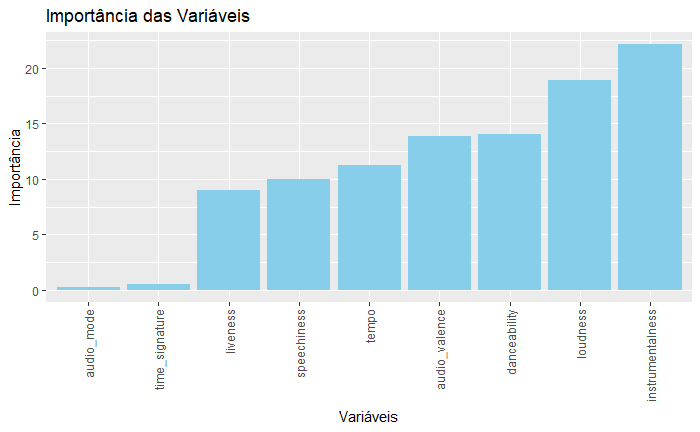 Importância das Variáveis
Importância
20
15
10
5
0
audio_mode
time_signature
liveness
speechiness
tempo
audio_valence
danceability
loudness
instrumentalness
Variáveis